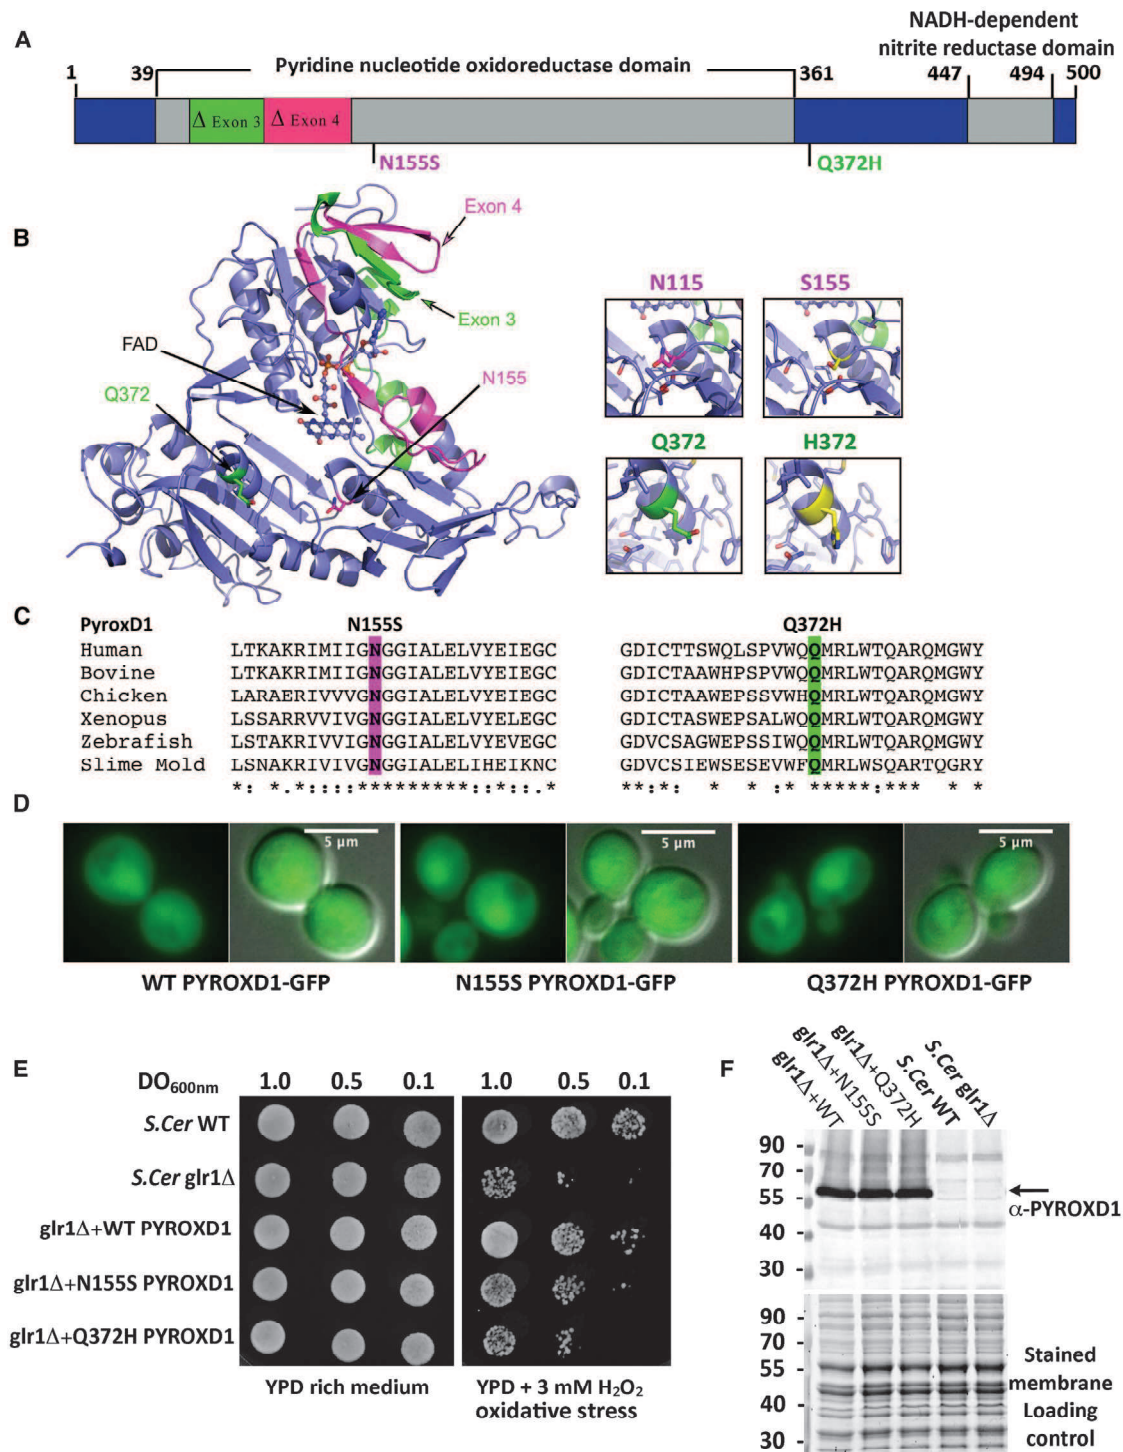 A
NADH-dependent
nitrite reductase domain
1
39
Pyridine nucleotide oxidoreductase domain
361
447
494
500
Δ Exon 3
Δ Exon 4
N155S
Q372H
B
Exon 4
Exon 3
FAD
Q372
N155
N115
S155
Q372
H372
C
PyroxD1
N155S
Q372H
Human LTKAKRIMIIGNGGIALELVYEIEGC GDICTTSWQLSPVWQQMRLWTQARQMGWY
Bovine LTKAKRIMIIGNGGIALELVYEIEGC GDICTAAWHPSPVWQQMRLWTQARQMGWY
Chicken LARAERIVVVGNGGIALELVYEIEGC GDICTAAWEPSSVWHQMRLWTQARQMGWY
Xenopus LSSARRVVIVGNGGIALELVYELEGC GDICTASWEPSALWQQMRLWTQARQMGWY
Zebrafish LSTAKRIVVIGNGGIALELVYEVEGC GDVCSAGWEPSSIWQQMRLWTQARQMGWY
Slime Mold LSNAKRIVIVGNGGIALELIHEIKNC GDVCSIEWSESEVWFQMRLWSQARTQGRY
*: *.*::::*********::*::.* **:*: * * :* *****:**** * *
D
5 μm
5 μm
5 μm
WT PYROXD1-GFP
N155S PYROXD1-GFP
Q372H PYROXD1-GFP
E
DO600nm
1.0 0.5 0.1 1.0 0.5 0.1
S.Cer WT
S.Cer glr1Δ
glr1Δ+WT PYROXD1
glr1Δ+N155S PYROXD1
glr1Δ+Q372H PYROXD1
YPD rich medium
YPD + 3 mM H₂O₂
oxidative stress
F
glr1Δ+WT
glr1Δ+N155S
glr1Δ+Q372H
S.Cer WT
S.Cer glr1Δ
90
70
55
40
30
α-PYROXD1
90
70
55
40
30
Stained
membrane
Loading
control